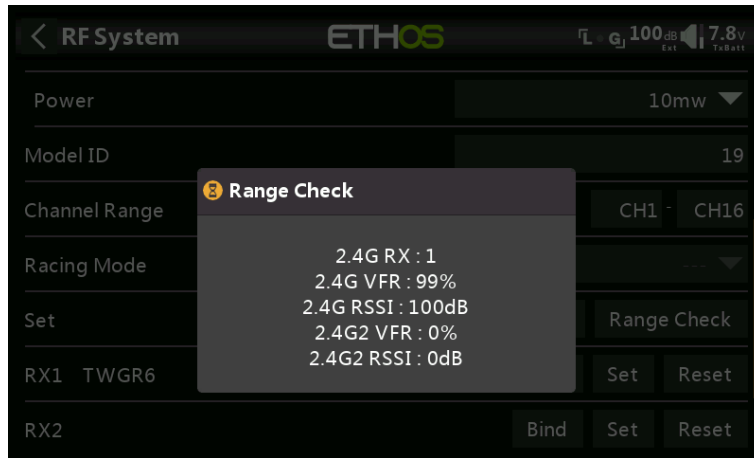 RF System
ETHOS
L G 100dB Ext 7.8v TxBatt
Power 10mw
Model ID 19
Range Check
Channel Range CH1 - CH16
2.4G RX : 1
2.4G VFR : 99%
Racing Mode ---
2.4G RSSI : 100dB
Set Range Check
2.4G2 VFR : 0%
2.4G2 RSSI : 0dB
RX1 TWGR6 Set Reset
RX2 Bind Set Reset